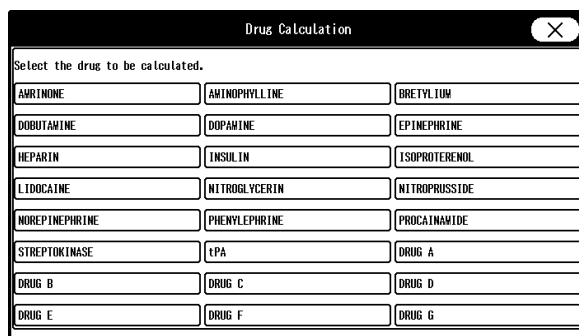 Drug Calculation
Select the drug to be calculated.
AMRINONE AMINOPHYLLINE BRETYLIUM
DOBUTAMINE DOPAMINE EPINEPHRINE
HEPARIN INSULIN ISOPROTERENOL
LIDOCAINE NITROGLYCERIN NITROPRUSSIDE
NOREPINEPHRINE PHENYLEPHRINE PROCAINAMIDE
STREPTOKINASE tPA DRUG A
DRUG B DRUG C DRUG D
DRUG E DRUG F DRUG G